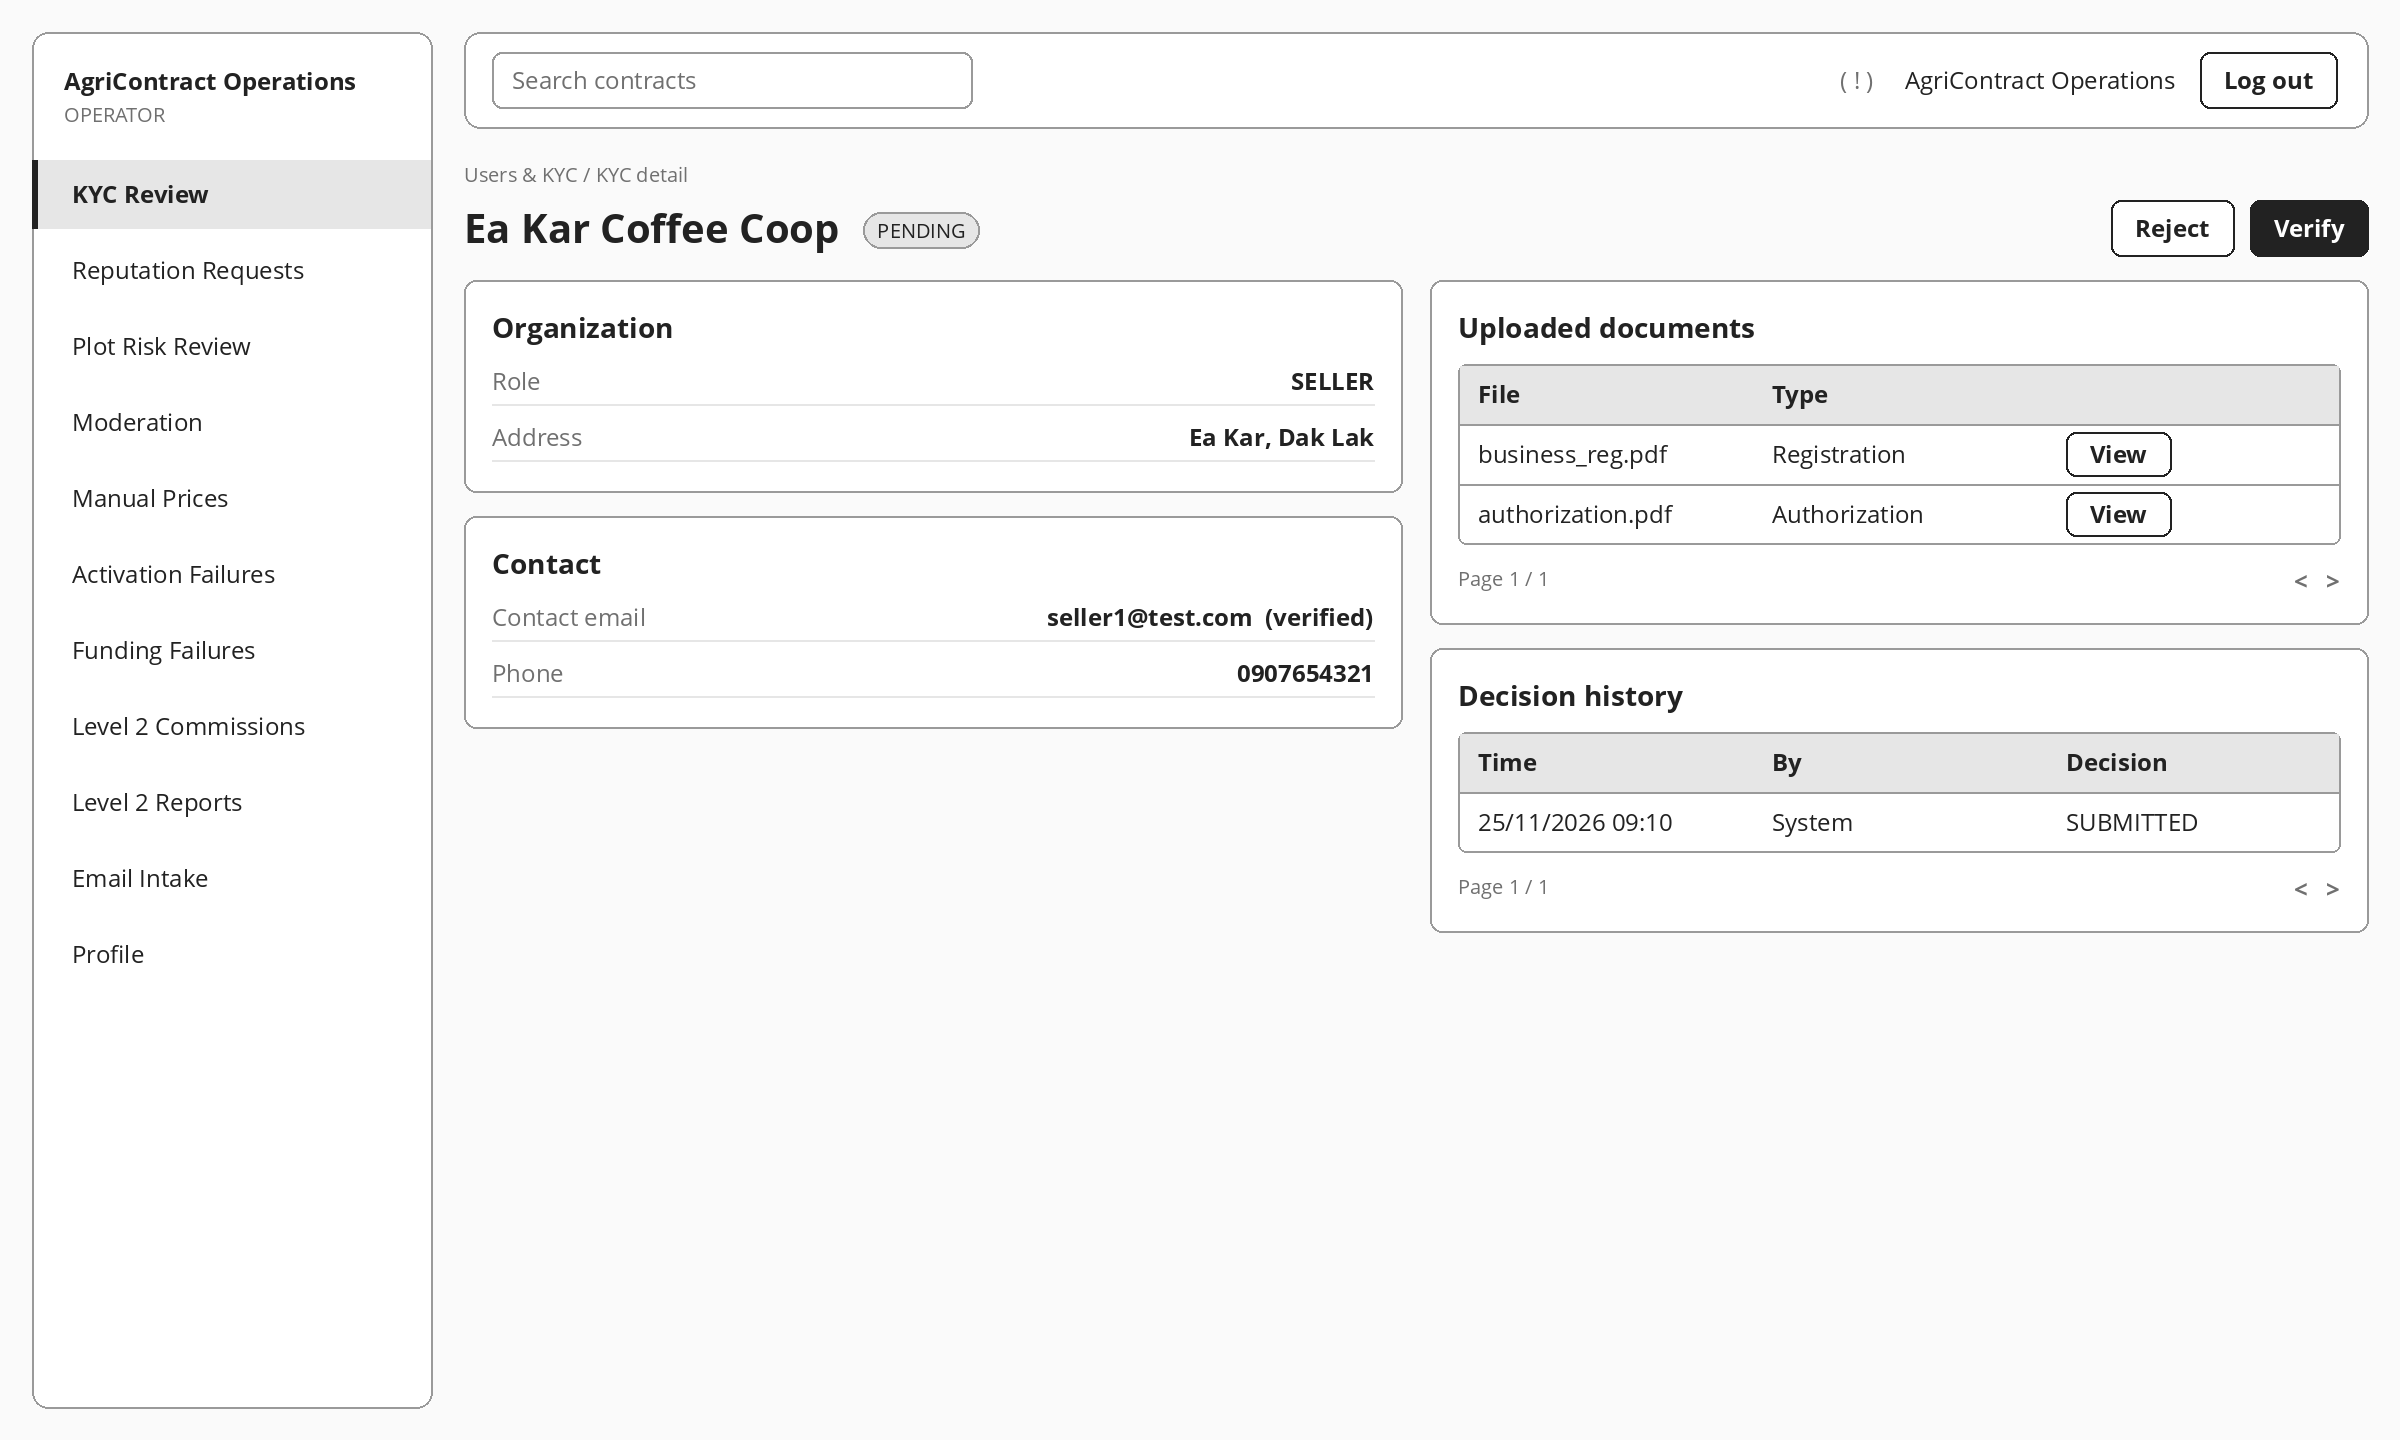 AgriContract Operations
OPERATOR
KYC Review
Reputation Requests
Plot Risk Review
Moderation
Manual Prices
Activation Failures
Funding Failures
Level 2 Commissions
Level 2 Reports
Email Intake
Profile
Search contracts
(!) AgriContract Operations Log out
Users & KYC / KYC detail
Ea Kar Coffee Coop PENDING Reject Verify
Organization
Role SELLER
Address Ea Kar, Dak Lak
Contact
Contact email seller1@test.com (verified)
Phone 0907654321
Uploaded documents
File Type
business_reg.pdf Registration View
authorization.pdf Authorization View
Page 1 / 1 < >
Decision history
Time By Decision
25/11/2026 09:10 System SUBMITTED
Page 1 / 1 < >